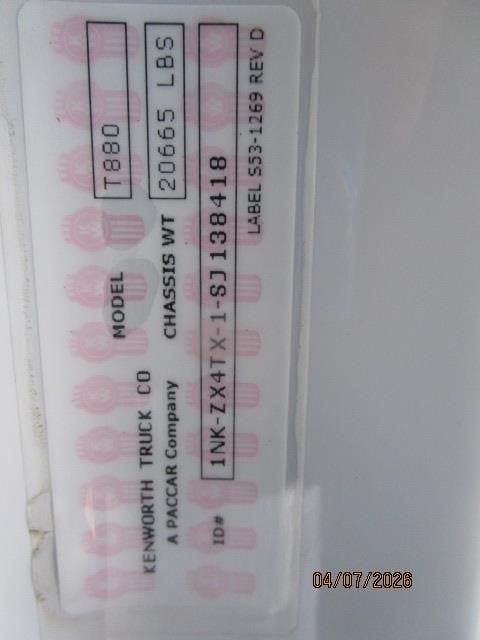 KENWORTH TRUCK CO MODEL T880
A PACCAR Company CHASSIS WT 20665 LBS
ID# 1NK-ZX4TX-1-SJ138418
LABEL S53-1269 REV D
04/07/2026